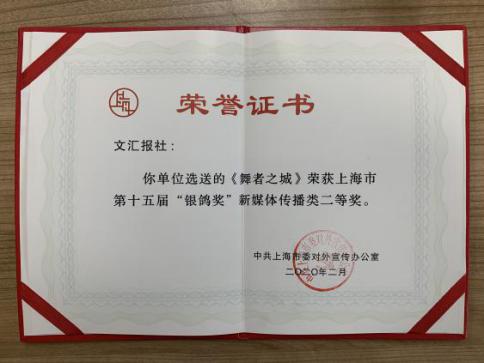 上海
荣誉证书
文汇报社：
你单位选送的《舞者之城》荣获上海市
第十五届“银鸽奖”新媒体传播类二等奖。
中共上海市委对外宣传办公室
二〇二〇年二月